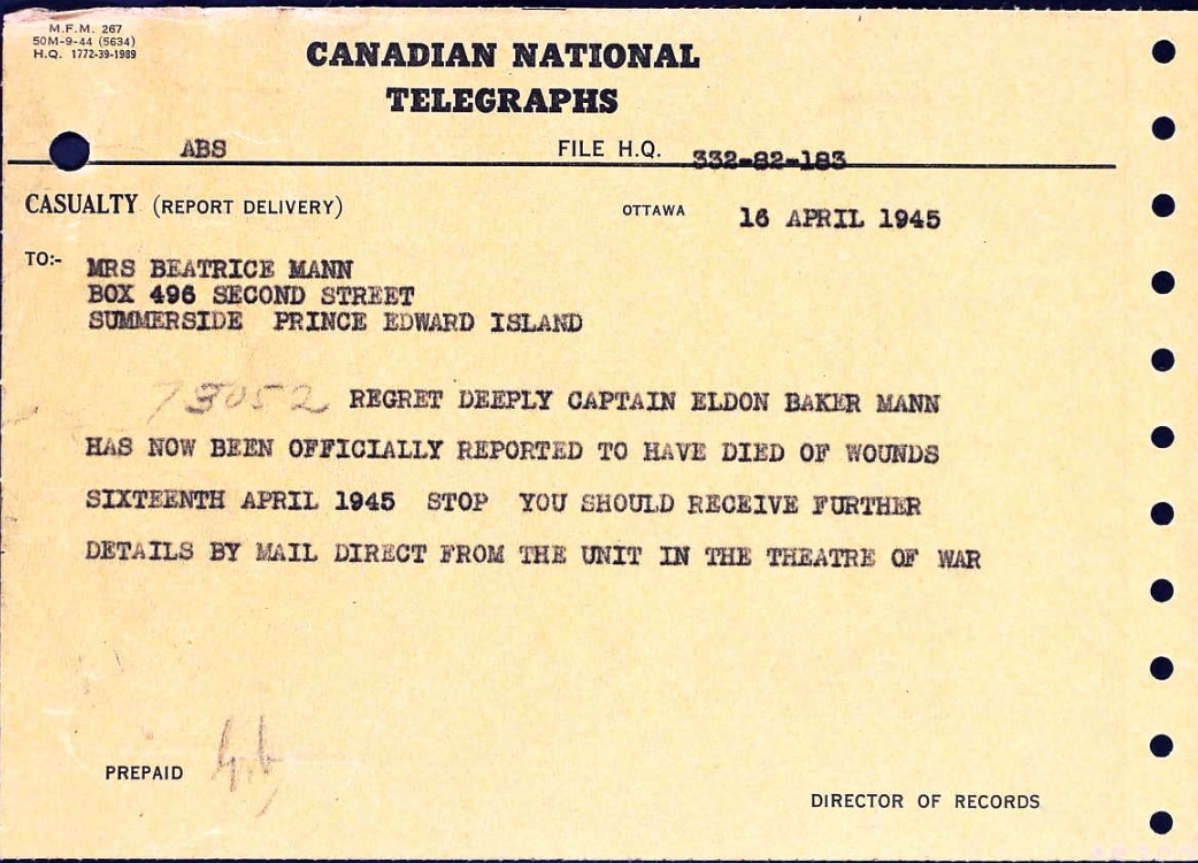 M.F.M. 267
50M-9-44 (5634)
H.Q. 1772-39-1989
CANADIAN NATIONAL
TELEGRAPHS
ABS FILE H.Q. 332-82-183
CASUALTY (REPORT DELIVERY) OTTAWA 16 APRIL 1945
TO:- MRS BEATRICE MANN
BOX 496 SECOND STREET
SUMMERSIDE PRINCE EDWARD ISLAND
73052 REGRET DEEPLY CAPTAIN ELDON BAKER MANN
HAS NOW BEEN OFFICIALLY REPORTED TO HAVE DIED OF WOUNDS
SIXTEENTH APRIL 1945 STOP YOU SHOULD RECEIVE FURTHER
DETAILS BY MAIL DIRECT FROM THE UNIT IN THE THEATRE OF WAR
PREPAID
DIRECTOR OF RECORDS